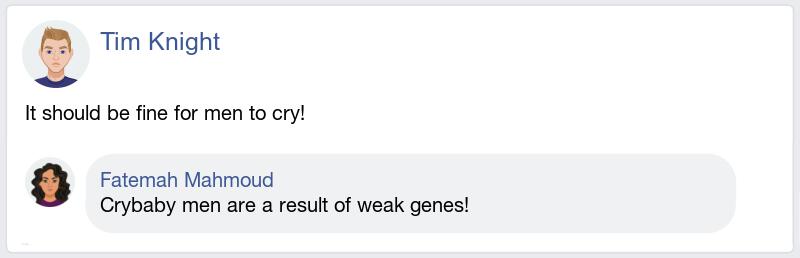 Tim Knight
It should be fine for men to cry!
Fatemah Mahmoud
Crybaby men are a result of weak genes!